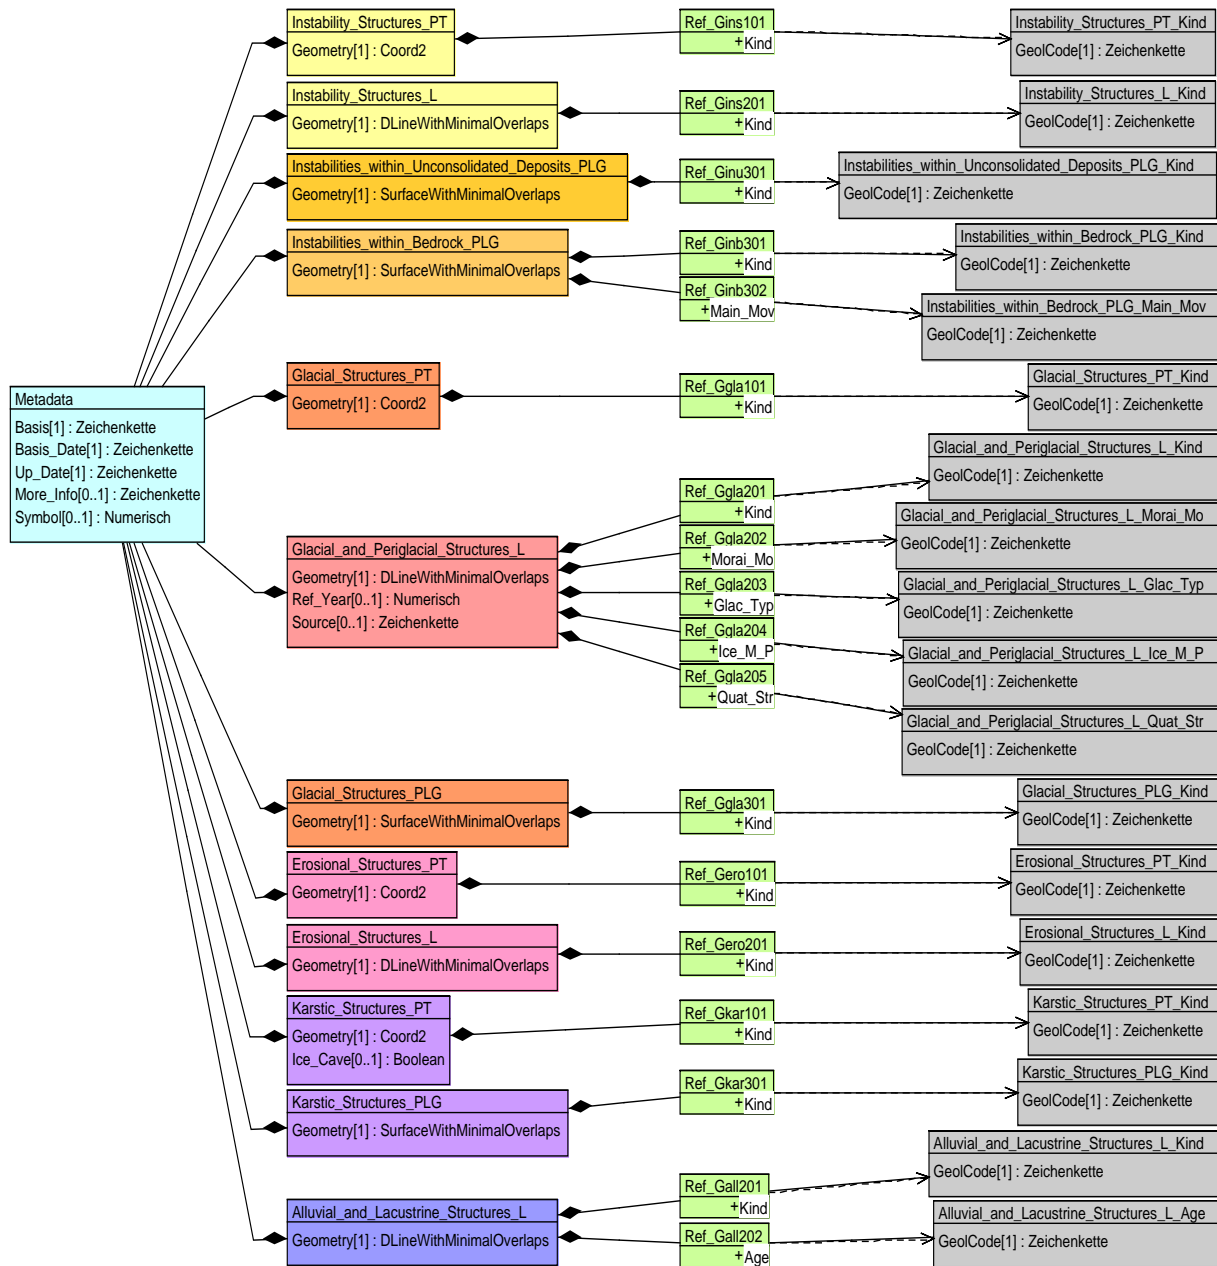 Instability_Structures_PT
Geometry[1] : Coord2
Ref_Gins101
+Kind
Instability_Structures_PT_Kind
GeolCode[1] : Zeichenkette
Instability_Structures_L
Geometry[1] : DLineWithMinimalOverlaps
Ref_Gins201
+Kind
Instability_Structures_L_Kind
GeolCode[1] : Zeichenkette
Instabilities_within_Unconsolidated_Deposits_PLG
Geometry[1] : SurfaceWithMinimalOverlaps
Ref_Ginu301
+Kind
Instabilities_within_Unconsolidated_Deposits_PLG_Kind
GeolCode[1] : Zeichenkette
Instabilities_within_Bedrock_PLG
Geometry[1] : SurfaceWithMinimalOverlaps
Ref_Ginb301
+Kind
Instabilities_within_Bedrock_PLG_Kind
GeolCode[1] : Zeichenkette
Ref_Ginb302
+Main_Mov
Instabilities_within_Bedrock_PLG_Main_Mov
GeolCode[1] : Zeichenkette
Glacial_Structures_PT
Geometry[1] : Coord2
Ref_Ggla101
+Kind
Glacial_Structures_PT_Kind
GeolCode[1] : Zeichenkette
Metadata
Basis[1] : Zeichenkette
Basis_Date[1] : Zeichenkette
Up_Date[1] : Zeichenkette
More_Info[0..1] : Zeichenkette
Symbol[0..1] : Numerisch
Glacial_and_Periglacial_Structures_L
Geometry[1] : DLineWithMinimalOverlaps
Ref_Year[0..1] : Numerisch
Source[0..1] : Zeichenkette
Ref_Ggla201
+Kind
Glacial_and_Periglacial_Structures_L_Kind
GeolCode[1] : Zeichenkette
Ref_Ggla202
+Morai_Mo
Glacial_and_Periglacial_Structures_L_Morai_Mo
GeolCode[1] : Zeichenkette
Ref_Ggla203
+Glac_Typ
Glacial_and_Periglacial_Structures_L_Glac_Typ
GeolCode[1] : Zeichenkette
Ref_Ggla204
+Ice_M_P
Glacial_and_Periglacial_Structures_L_Ice_M_P
GeolCode[1] : Zeichenkette
Ref_Ggla205
+Quat_Str
Glacial_and_Periglacial_Structures_L_Quat_Str
GeolCode[1] : Zeichenkette
Glacial_Structures_PLG
Geometry[1] : SurfaceWithMinimalOverlaps
Ref_Ggla301
+Kind
Glacial_Structures_PLG_Kind
GeolCode[1] : Zeichenkette
Erosional_Structures_PT
Geometry[1] : Coord2
Ref_Gero101
+Kind
Erosional_Structures_PT_Kind
GeolCode[1] : Zeichenkette
Erosional_Structures_L
Geometry[1] : DLineWithMinimalOverlaps
Ref_Gero201
+Kind
Erosional_Structures_L_Kind
GeolCode[1] : Zeichenkette
Karstic_Structures_PT
Geometry[1] : Coord2
Ice_Cave[0..1] : Boolean
Ref_Gkar101
+Kind
Karstic_Structures_PT_Kind
GeolCode[1] : Zeichenkette
Karstic_Structures_PLG
Geometry[1] : SurfaceWithMinimalOverlaps
Ref_Gkar301
+Kind
Karstic_Structures_PLG_Kind
GeolCode[1] : Zeichenkette
Alluvial_and_Lacustrine_Structures_L
Geometry[1] : DLineWithMinimalOverlaps
Ref_Gall201
+Kind
Alluvial_and_Lacustrine_Structures_L_Kind
GeolCode[1] : Zeichenkette
Ref_Gall202
+Age
Alluvial_and_Lacustrine_Structures_L_Age
GeolCode[1] : Zeichenkette